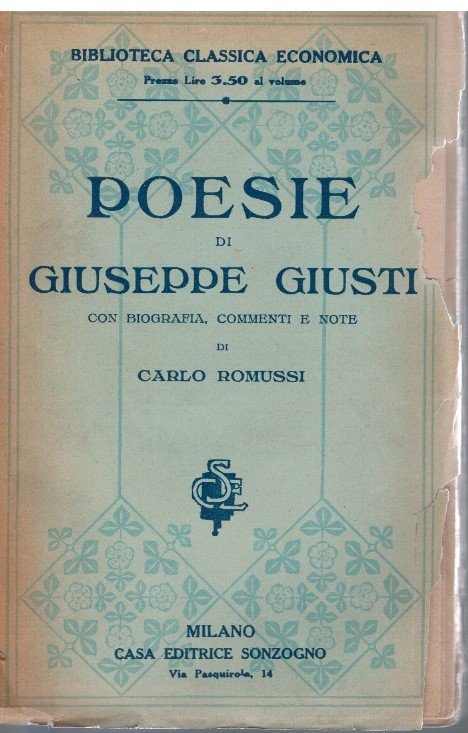 BIBLIOTECA CLASSICA ECONOMICA
Prezzo Lire 3.50 al volume
POESIE
DI
GIUSEPPE GIUSTI
CON BIOGRAFIA, COMMENTI E NOTE
DI
CARLO ROMUSSI
CSE
MILANO
CASA EDITRICE SONZOGNO
Via Pasquirolo, 14